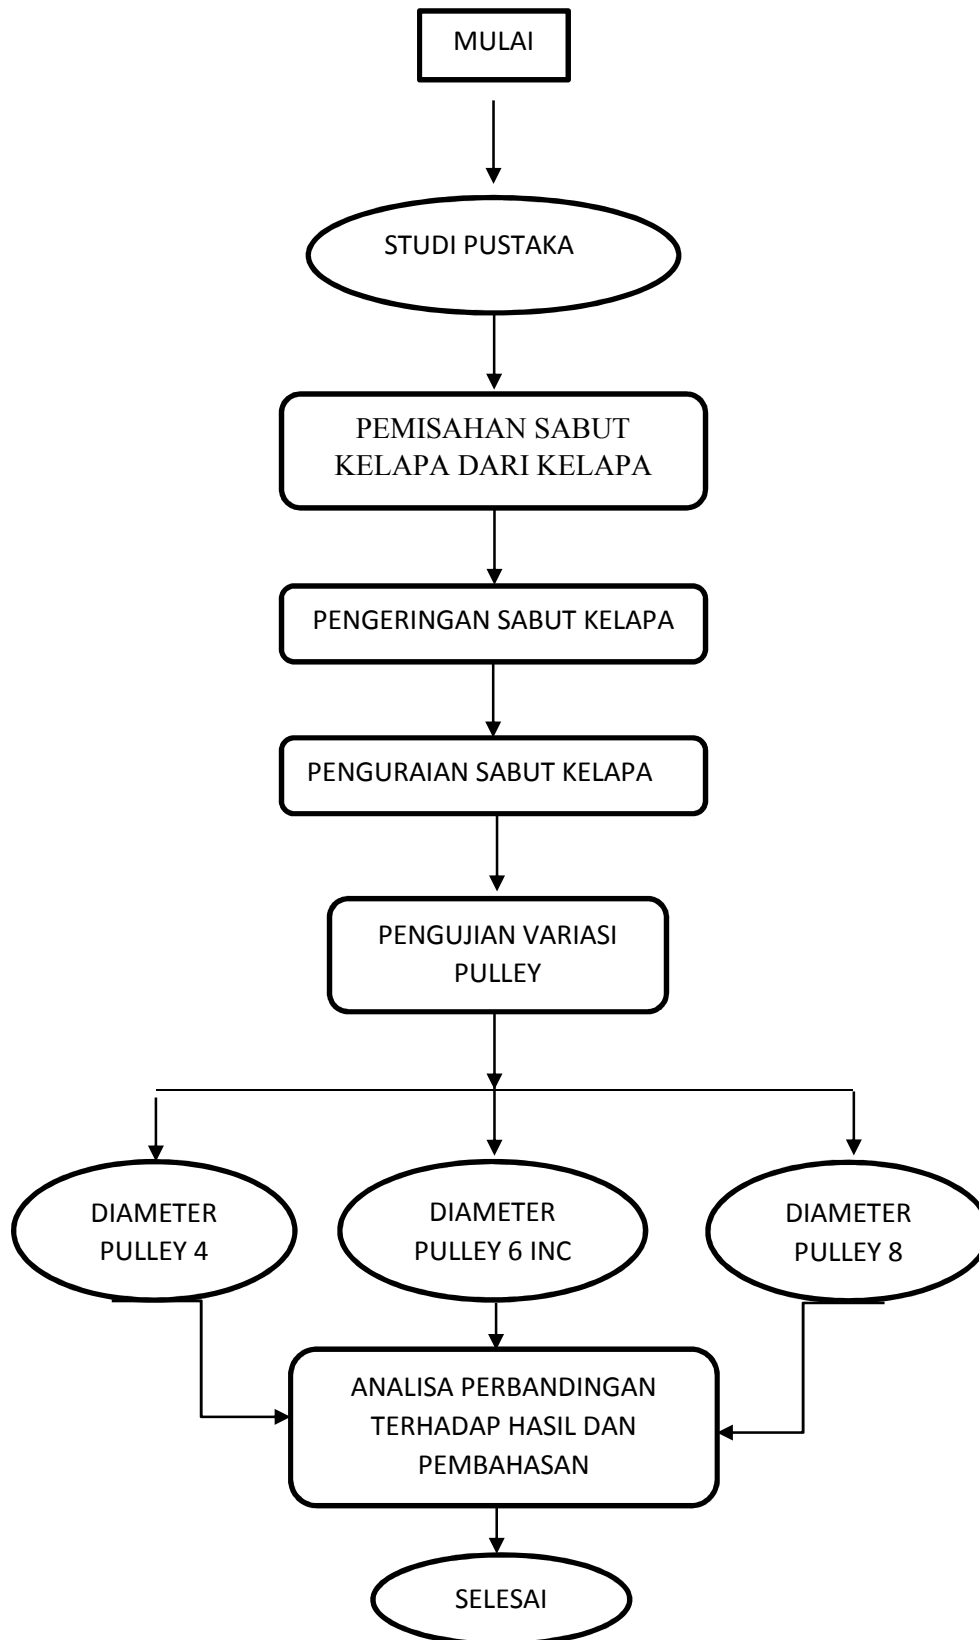 MULAI
STUDI PUSTAKA
PEMISAHAN SABUT
KELAPA DARI KELAPA
PENGERINGAN SABUT KELAPA
PENGURAIAN SABUT KELAPA
PENGUJIAN VARIASI
PULLEY
DIAMETER
PULLEY 4
DIAMETER
PULLEY 6 INC
DIAMETER
PULLEY 8
ANALISA PERBANDINGAN
TERHADAP HASIL DAN
PEMBAHASAN
SELESAI